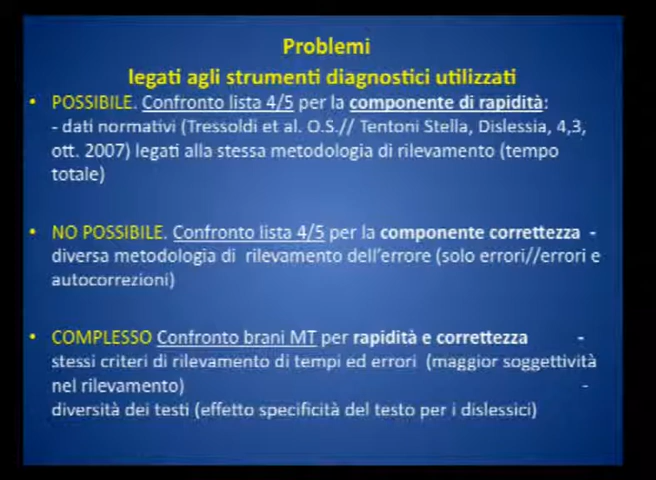 Problemi
legati agli strumenti diagnostici utilizzati
• POSSIBILE. Confronto lista 4/5 per la componente di rapidità:
- dati normativi (Tressoldi et al. O.S.// Tentoni Stella, Dislessia, 4,3,
ott. 2007) legati alla stessa metodologia di rilevamento (tempo
totale)
• NO POSSIBILE. Confronto lista 4/5 per la componente correttezza -
diversa metodologia di rilevamento dell'errore (solo errori//errori e
autocorrezioni)
• COMPLESSO Confronto brani MT per rapidità e correttezza -
stessi criteri di rilevamento di tempi ed errori (maggior soggettività
nel rilevamento) -
diversità dei testi (effetto specificità del testo per i dislessici)